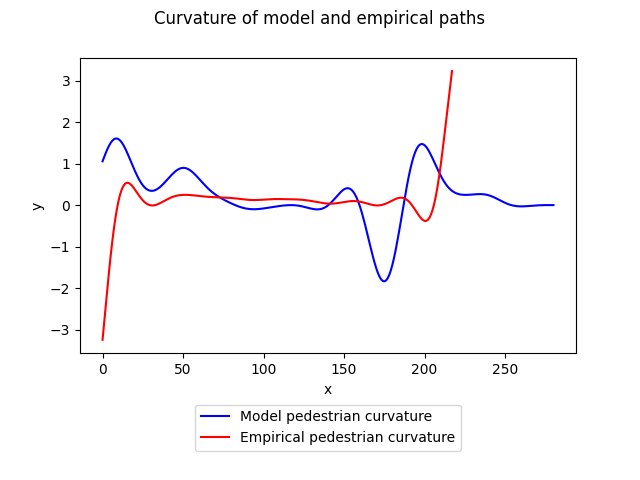 Curvature of model and empirical paths
3
2
1
0
−1
−2
−3
y
0 50 100 150 200 250
x
Model pedestrian curvature
Empirical pedestrian curvature